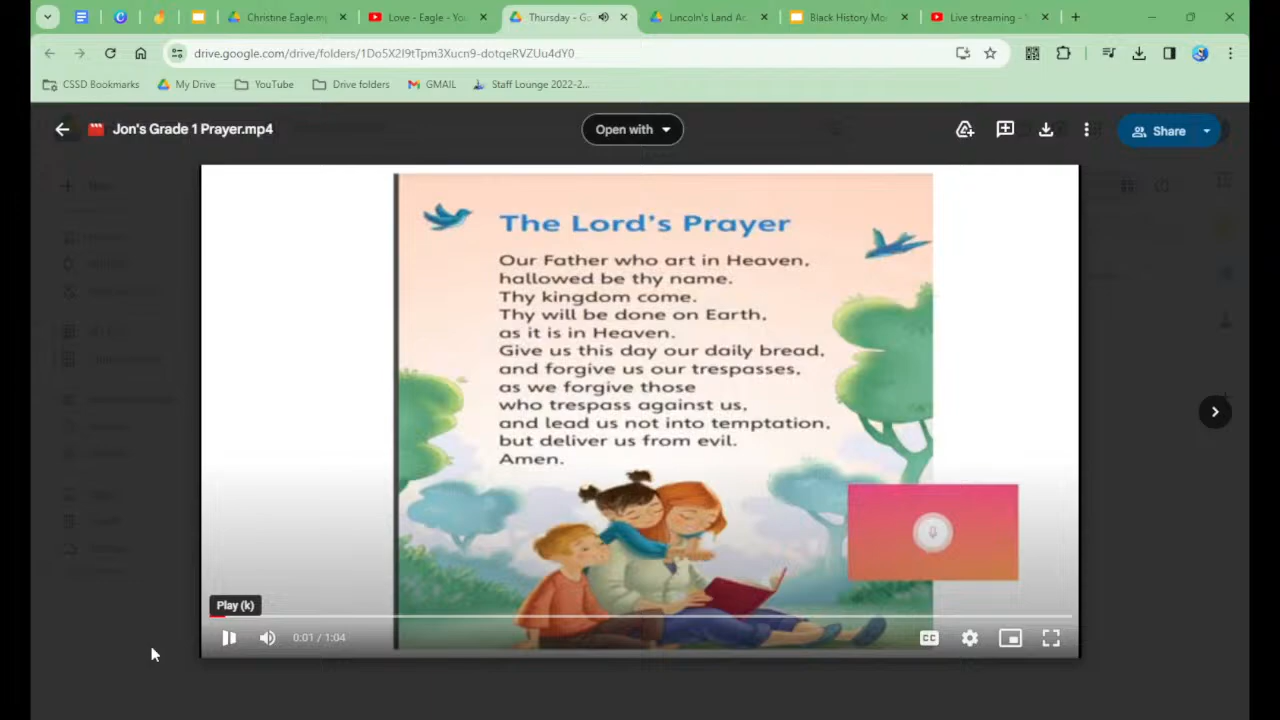 Christine Eagle.m
Love - Eagle - Yo
Thursday - Go
Lincoln's Land Ac
Black History Mo
Live streaming -
drive.google.com/drive/folders/1Do5X2I9tTpm3Xucn9-dotqeRVZUu4dY0
CSSD Bookmarks
My Drive
YouTube
Drive folders
GMAIL
Staff Lounge 2022-2...
Jon's Grade 1 Prayer.mp4
Open with
Share
The Lord's Prayer
Our Father who art in Heaven,
hallowed be thy name.
Thy kingdom come.
Thy will be done on Earth,
as it is in Heaven.
Give us this day our daily bread,
and forgive us our trespasses,
as we forgive those
who trespass against us,
and lead us not into temptation,
but deliver us from evil.
Amen.
Play (k)
0:01 / 1:04
CC